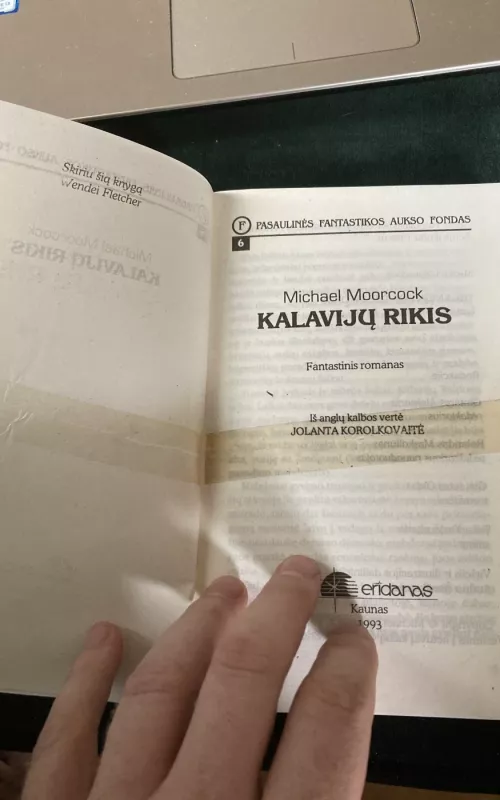 Skiriu šią knygą
Wendei Fletcher
F PASAULINĖS FANTASTIKOS AUKSO FONDAS
6
Michael Moorcock
KALAVIJŲ RIKIS
Fantastinis romanas
Iš anglų kalbos vertė
JOLANTA KOROLKOVAITĖ
eridanas
Kaunas
1993